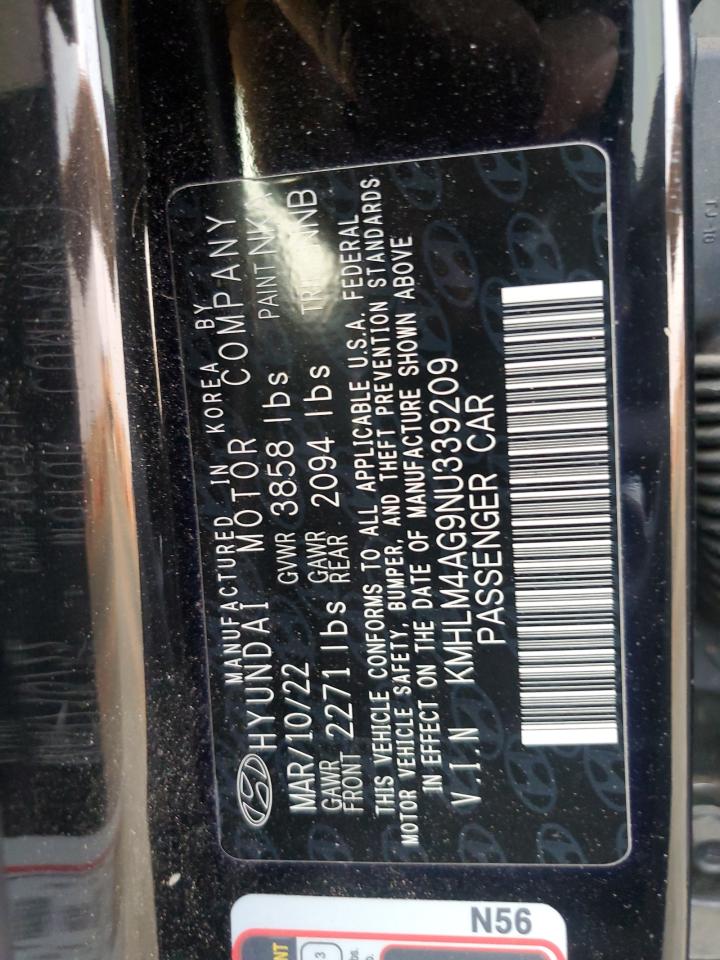 MANUFACTURED IN KOREA BY
HYUNDAI MOTOR COMPANY
MAR/10/22 GVWR 3858 lbs PAINT
GAWR FRONT 2271 lbs GAWR REAR 2094 lbs NNB
THIS VEHICLE CONFORMS TO ALL APPLICABLE U.S.A. FEDERAL
MOTOR VEHICLE SAFETY, BUMPER, AND THEFT PREVENTION STANDARDS
IN EFFECT ON THE DATE OF MANUFACTURE SHOWN ABOVE
V.I.N KMHLM4AG9NU339209
PASSENGER CAR
N56